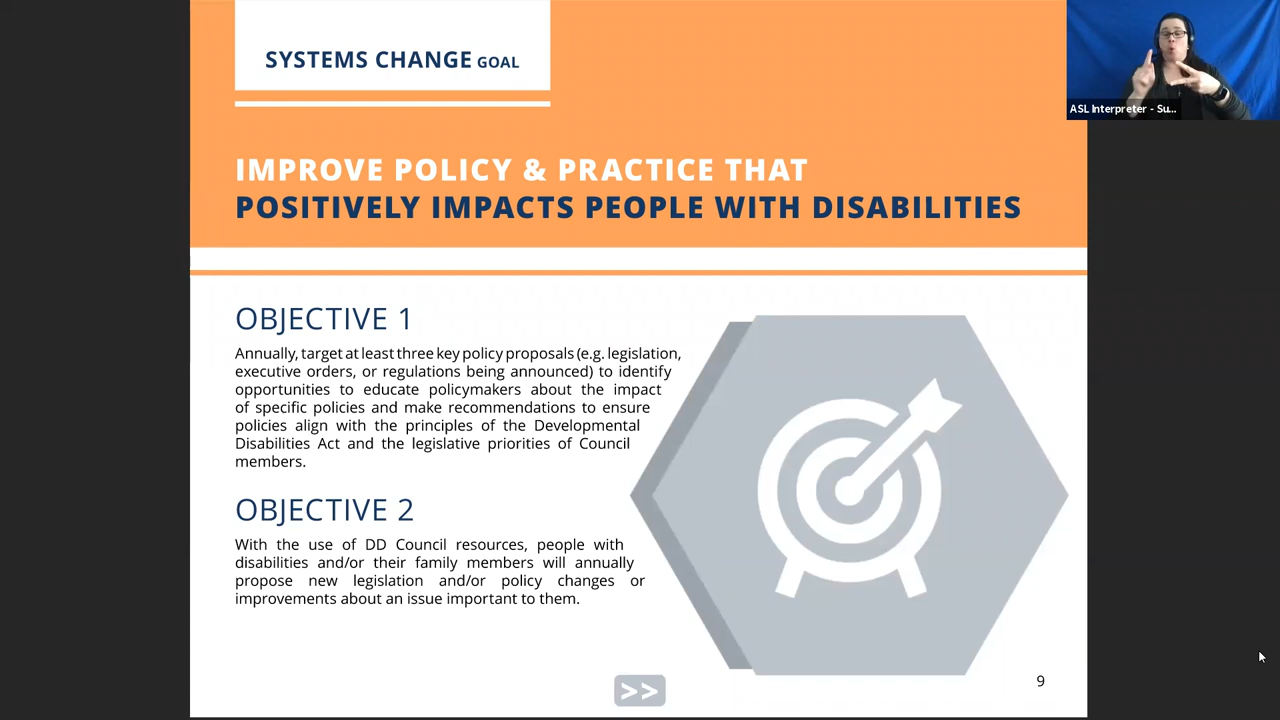 SYSTEMS CHANGE GOAL
ASL Interpreter - Su...
IMPROVE POLICY & PRACTICE THAT
POSITIVELY IMPACTS PEOPLE WITH DISABILITIES
OBJECTIVE 1
Annually, target at least three key policy proposals (e.g. legislation,
executive orders, or regulations being announced) to identify
opportunities to educate policymakers about the impact
of specific policies and make recommendations to ensure
policies align with the principles of the Developmental
Disabilities Act and the legislative priorities of Council
members.
OBJECTIVE 2
With the use of DD Council resources, people with
disabilities and/or their family members will annually
propose new legislation and/or policy changes or
improvements about an issue important to them.
>>
9